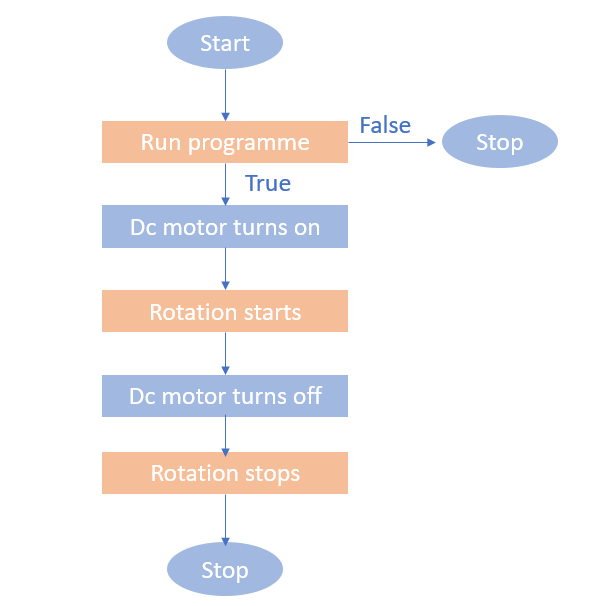 Start
Run programme
False
Stop
True
Dc motor turns on
Rotation starts
Dc motor turns off
Rotation stops
Stop